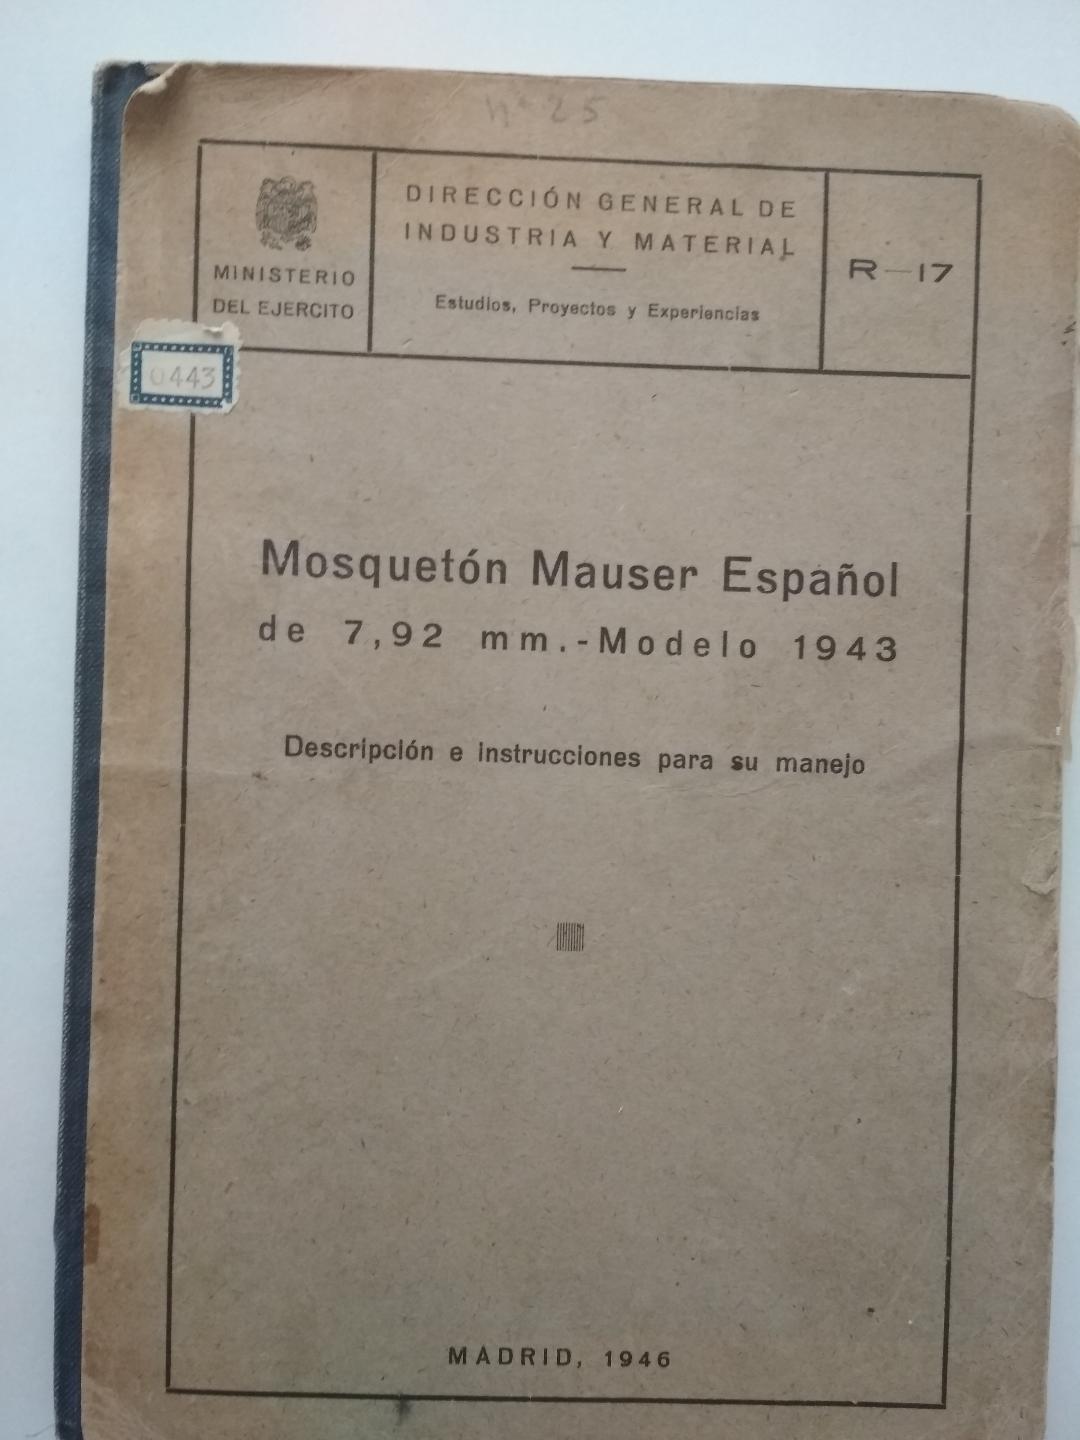 nº 25
DIRECCIÓN GENERAL DE
INDUSTRIA Y MATERIAL
Estudios, Proyectos y Experiencias
MINISTERIO
DEL EJERCITO
R-17
0443
Mosquetón Mauser Español
de 7,92 mm.-Modelo 1943
Descripción e instrucciones para su manejo
MADRID, 1946